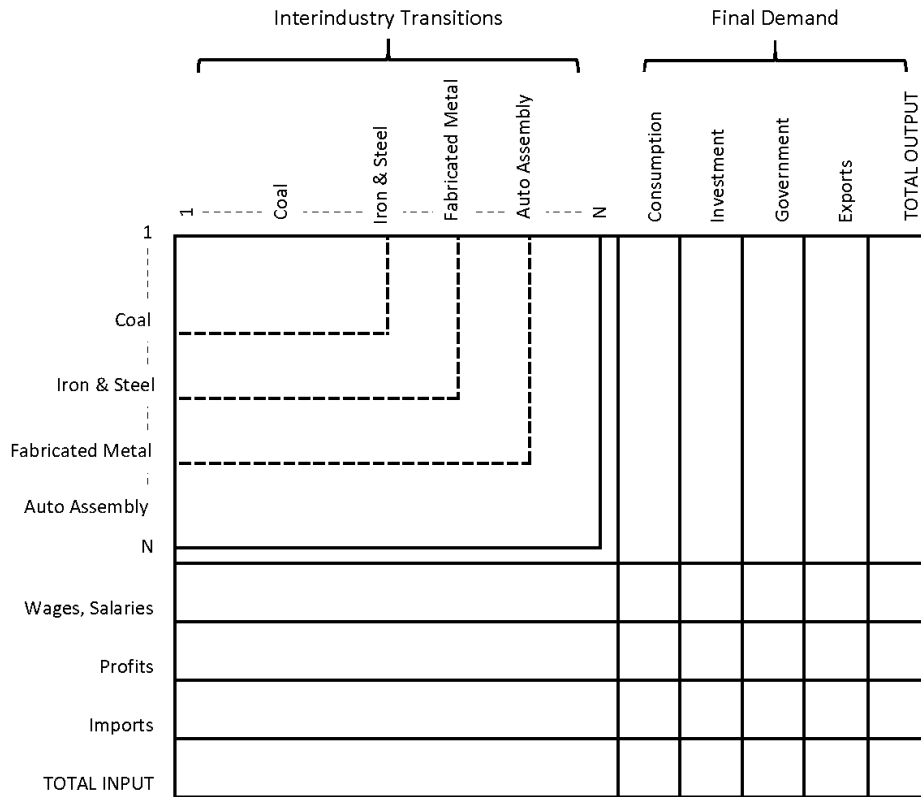 Interindustry Transitions
Final Demand
1
Coal
Iron & Steel
Fabricated Metal
Auto Assembly
N
Consumption
Investment
Government
Exports
TOTAL OUTPUT
1
Coal
Iron & Steel
Fabricated Metal
Auto Assembly
N
Wages, Salaries
Profits
Imports
TOTAL INPUT